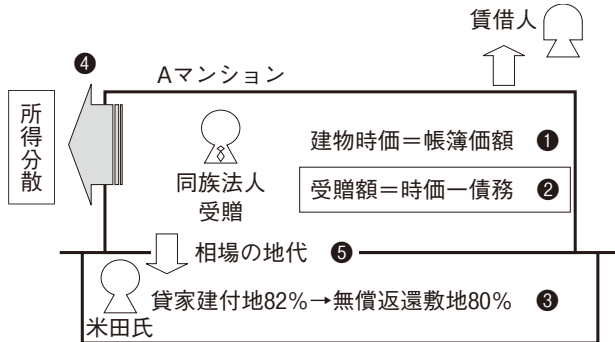 賃借人
❹
Aマンション
所得分散
建物時価＝帳簿価額 ❶
同族法人
受贈
受贈額＝時価ー債務 ❷
相場の地代 ❺
米田氏
貸家建付地82％→無償返還敷地80％ ❸